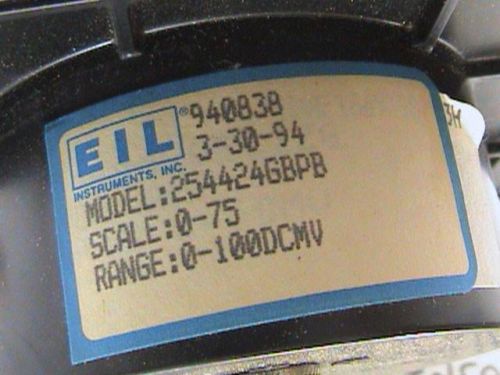 EIL® 940838
INSTRUMENTS, INC. 3-30-94
MODEL:254424GBPB
SCALE:0-75
RANGE:0-100DCMV